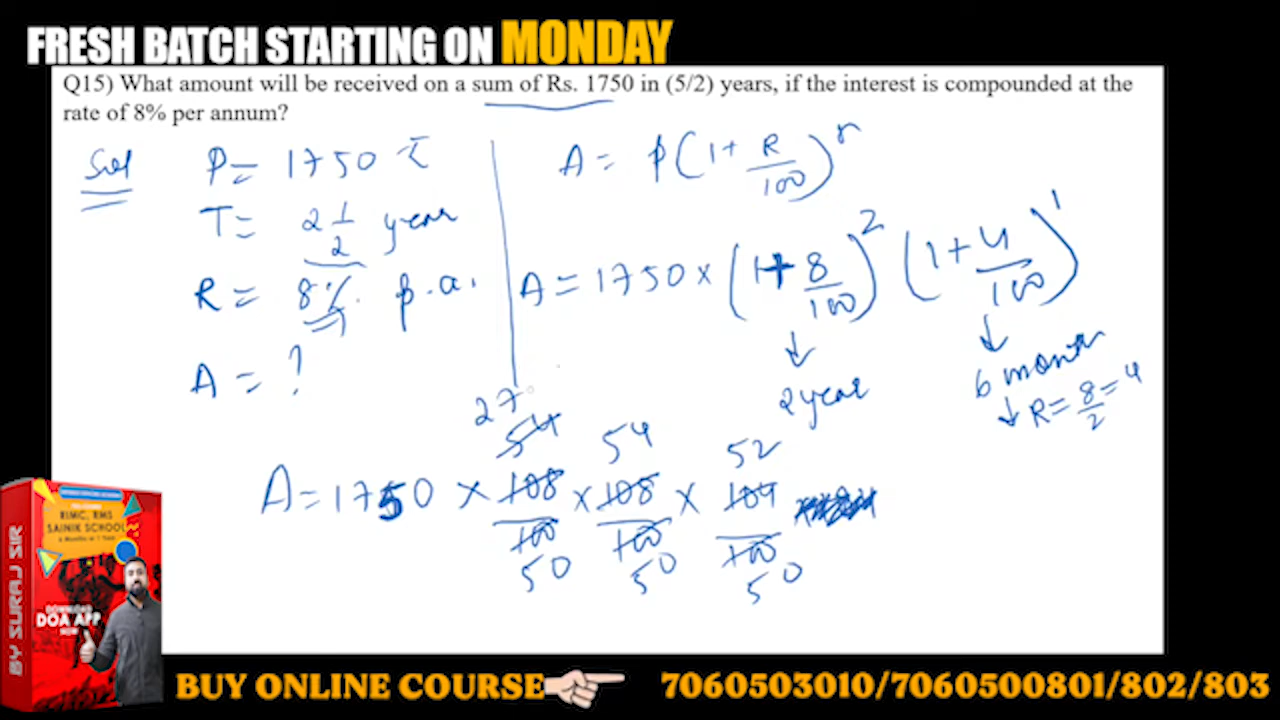 FRESH BATCH STARTING ON MONDAY
Q15) What amount will be received on a sum of Rs. 1750 in (5/2) years, if the interest is compounded at the
rate of 8% per annum?
Sol
P = 1750 ₹
T = 2 1/2 year
R = 8% p.a.
A = ?
A = P(1+ R/100)^n
A = 1750 × (1+ 8/100)^2 (1+ 4/100)^1
↓ 2 year
↓ 6 month
↓ R = 8/2 = 4
27
54 54 52
A = 1750 × 108/100 × 108/100 × 104/100
50 50 50
BY SURAJ SIR
RIMC, RMS
SAINIK SCHOOL
DOWNLOAD
DOA APP
NOW
BUY ONLINE COURSE 7060503010/7060500801/802/803